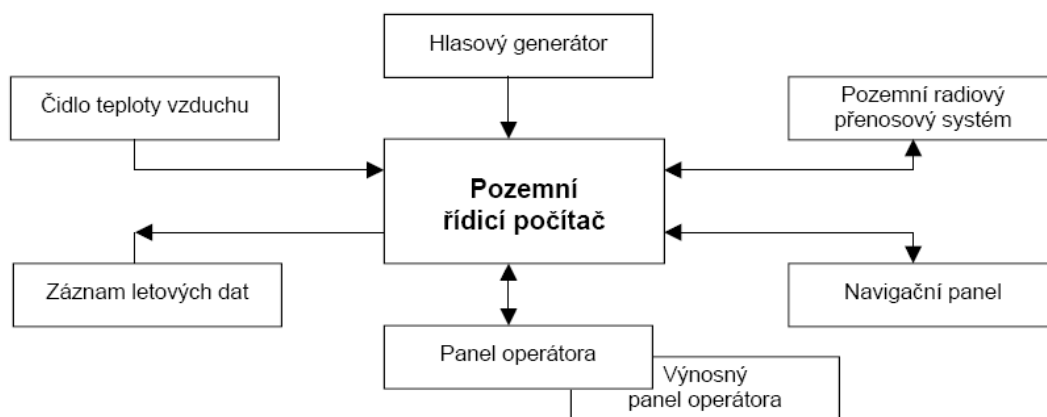 Hlasový generátor
Čidlo teploty vzduchu
Pozemní radiový
přenosový systém
Pozemní
řídicí počítač
Záznam letových dat
Navigační panel
Panel operátora
Výnosný
panel operátora